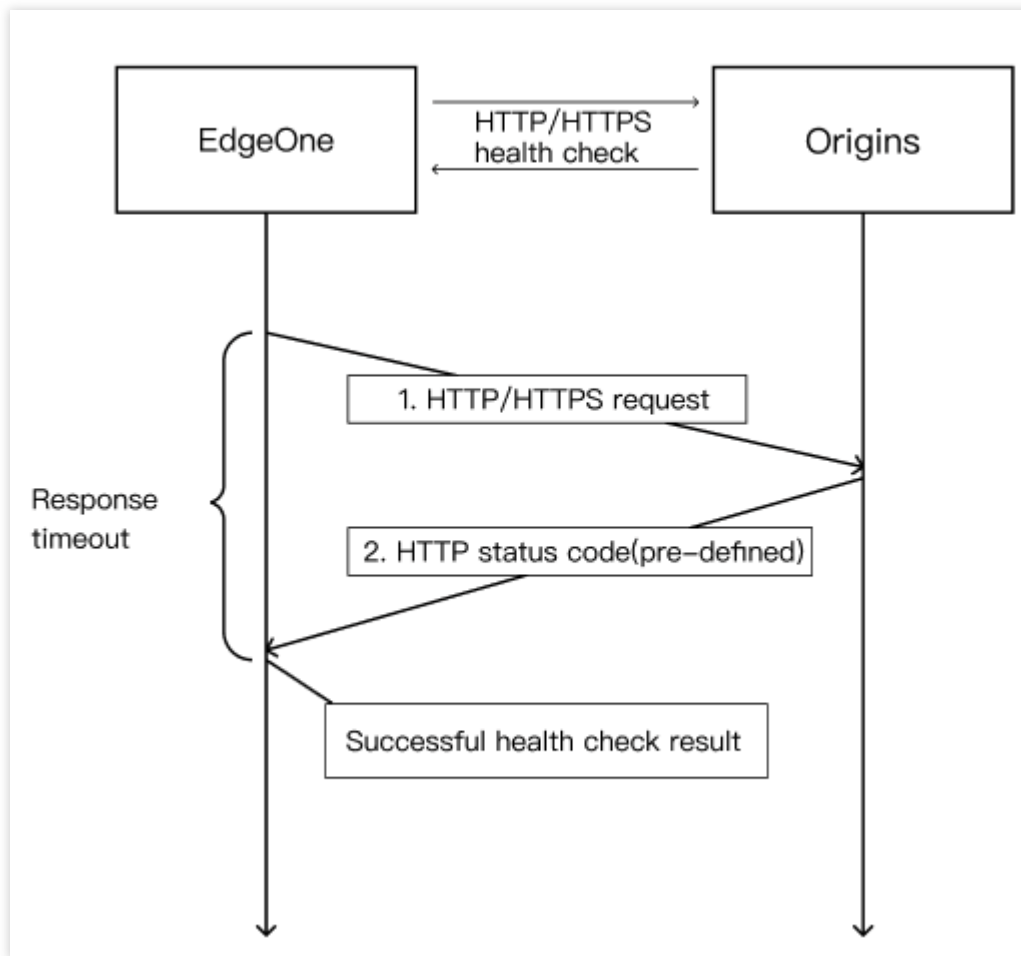 EdgeOne
HTTP/HTTPS
health check
Origins
1. HTTP/HTTPS request
Response
timeout
2. HTTP status code(pre-defined)
Successful health check result